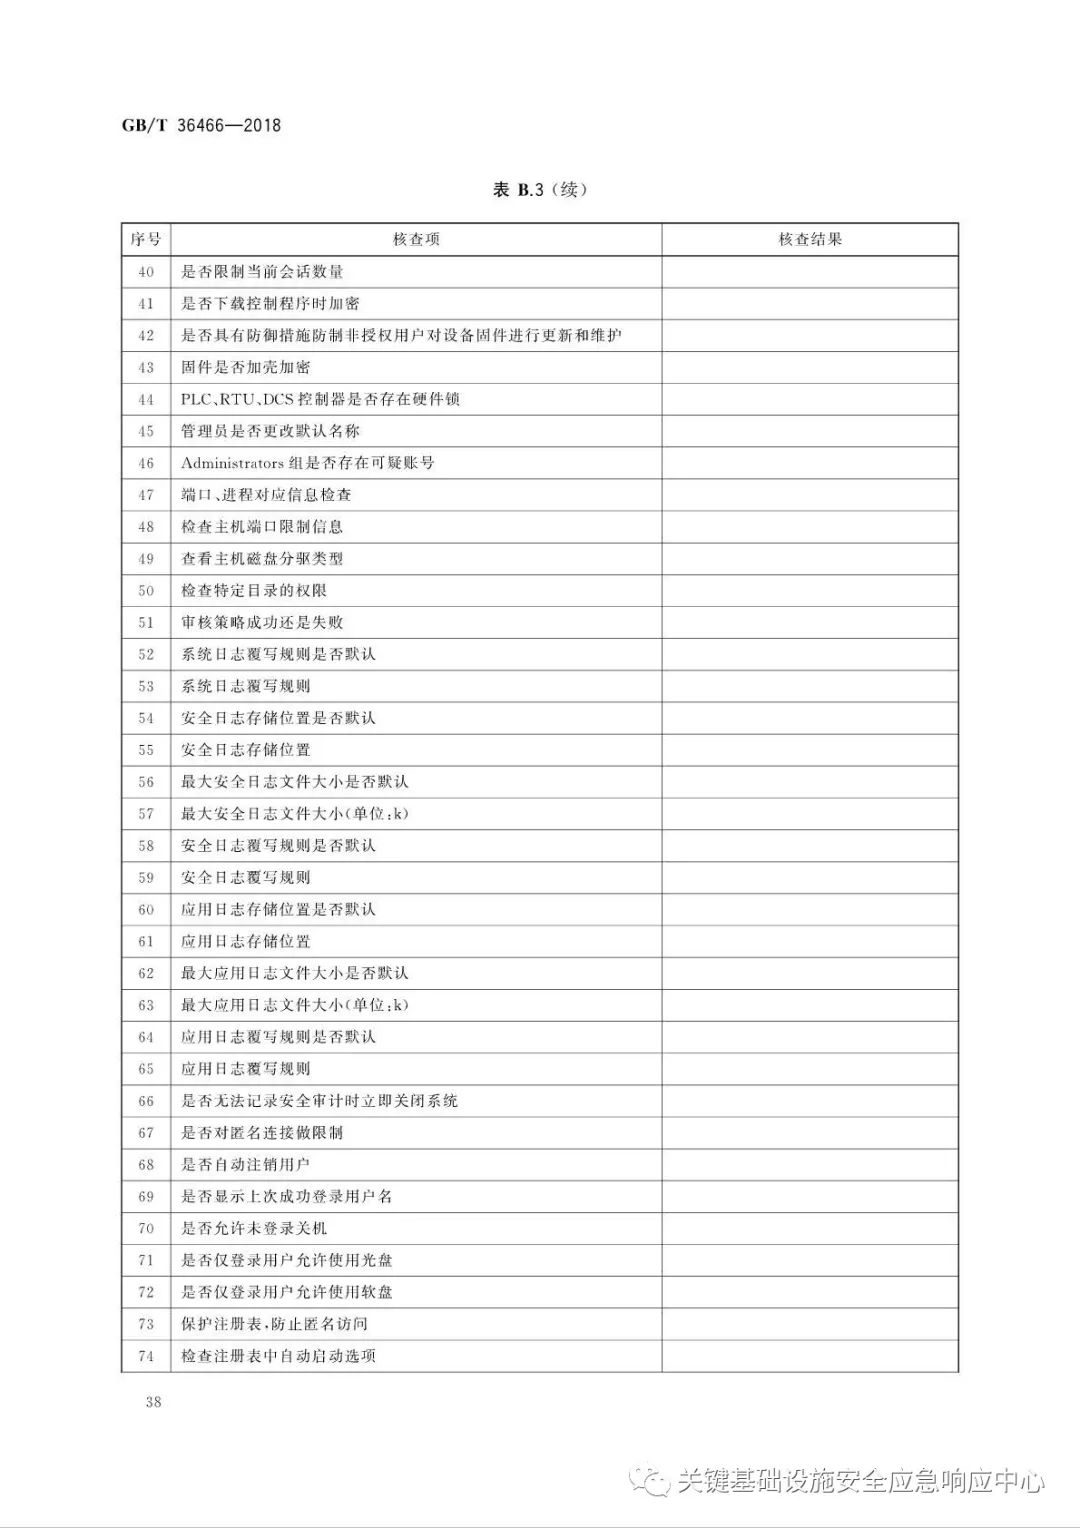 GB/T 36466—2018
表 B.3（续）
序号 核查项 核查结果
40 是否限制当前会话数量
41 是否下载控制程序时加密
42 是否具有防御措施防制非授权用户对设备固件进行更新和维护
43 固件是否加壳加密
44 PLC、RTU、DCS 控制器是否存在硬件锁
45 管理员是否更改默认名称
46 Administrators 组是否存在可疑账号
47 端口、进程对应信息检查
48 检查主机端口限制信息
49 查看主机磁盘分驱类型
50 检查特定目录的权限
51 审核策略成功还是失败
52 系统日志覆写规则是否默认
53 系统日志覆写规则
54 安全日志存储位置是否默认
55 安全日志存储位置
56 最大安全日志文件大小是否默认
57 最大安全日志文件大小(单位:k)
58 安全日志覆写规则是否默认
59 安全日志覆写规则
60 应用日志存储位置是否默认
61 应用日志存储位置
62 最大应用日志文件大小是否默认
63 最大应用日志文件大小(单位:k)
64 应用日志覆写规则是否默认
65 应用日志覆写规则
66 是否无法记录安全审计时立即关闭系统
67 是否对匿名连接做限制
68 是否自动注销用户
69 是否显示上次成功登录用户名
70 是否允许未登录关机
71 是否仅登录用户允许使用光盘
72 是否仅登录用户允许使用软盘
73 保护注册表,防止匿名访问
74 检查注册表中自动启动选项
38
关键基础设施安全应急响应中心